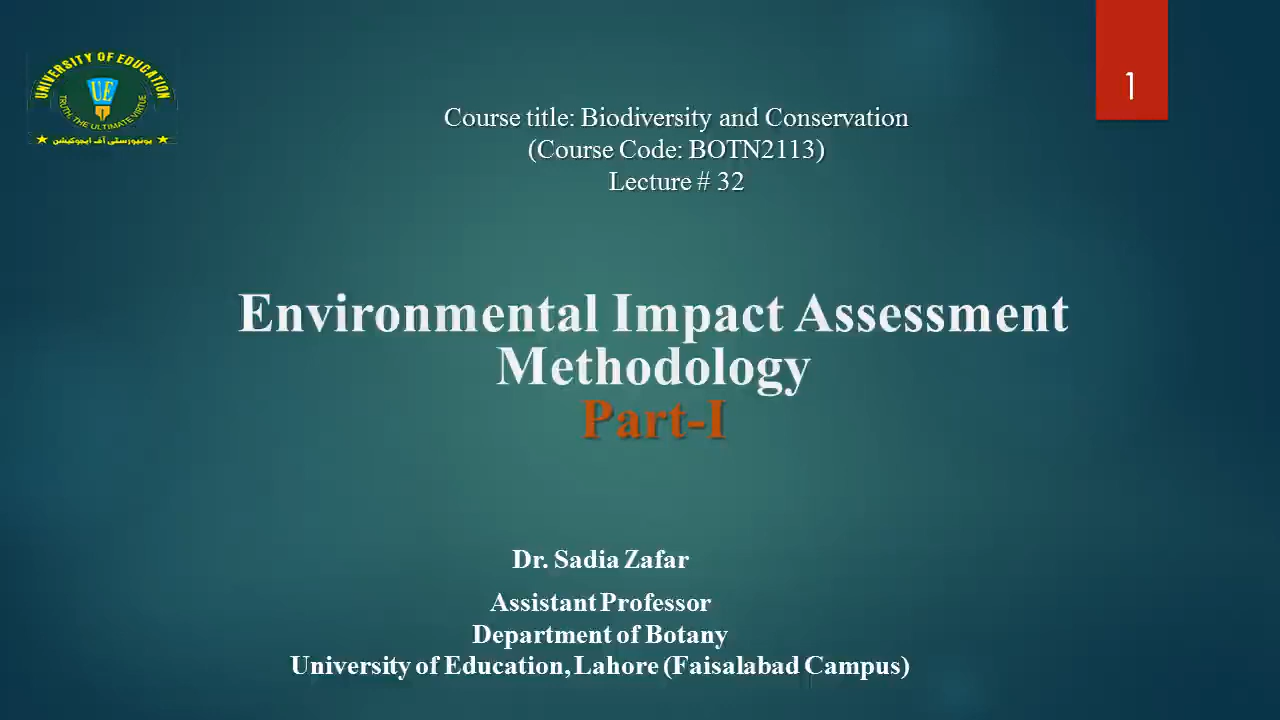 UNIVERSITY OF EDUCATION
UE
TRUTH, THE ULTIMATE VIRTUE
یونیورسٹی آف ایجوکیشن
1
Course title: Biodiversity and Conservation
(Course Code: BOTN2113)
Lecture # 32
Environmental Impact Assessment
Methodology
Part-I
Dr. Sadia Zafar
Assistant Professor
Department of Botany
University of Education, Lahore (Faisalabad Campus)